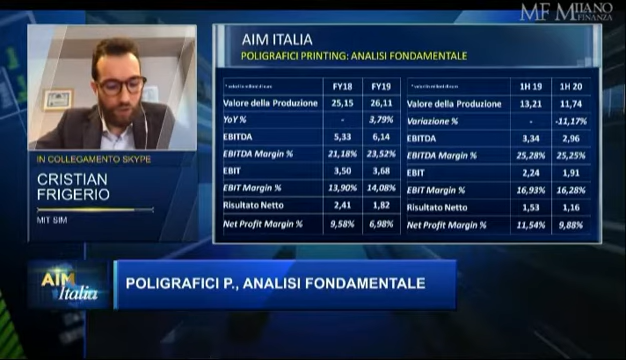 MF MILANO
FINANZA
AIM ITALIA
POLIGRAFICI PRINTING: ANALISI FONDAMENTALE
FY18 FY19
Valore della Produzione 25,15 26,11
YoY % - 3,79%
EBITDA 5,33 6,14
EBITDA Margin % 21,18% 23,52%
EBIT 3,50 3,68
EBIT Margin % 13,90% 14,08%
Risultato Netto 2,41 1,82
Net Profit Margin % 9,58% 6,98%
1H 19 1H 20
Valore della Produzione 13,21 11,74
Variazione % - -11,17%
EBITDA 3,34 2,96
EBITDA Margin % 25,28% 25,25%
EBIT 2,24 1,91
EBIT Margin % 16,93% 16,28%
Risultato Netto 1,53 1,16
Net Profit Margin % 11,54% 9,88%
IN COLLEGAMENTO SKYPE
CRISTIAN
FRIGERIO
MIT SIM
AIM
Italia
POLIGRAFICI P., ANALISI FONDAMENTALE